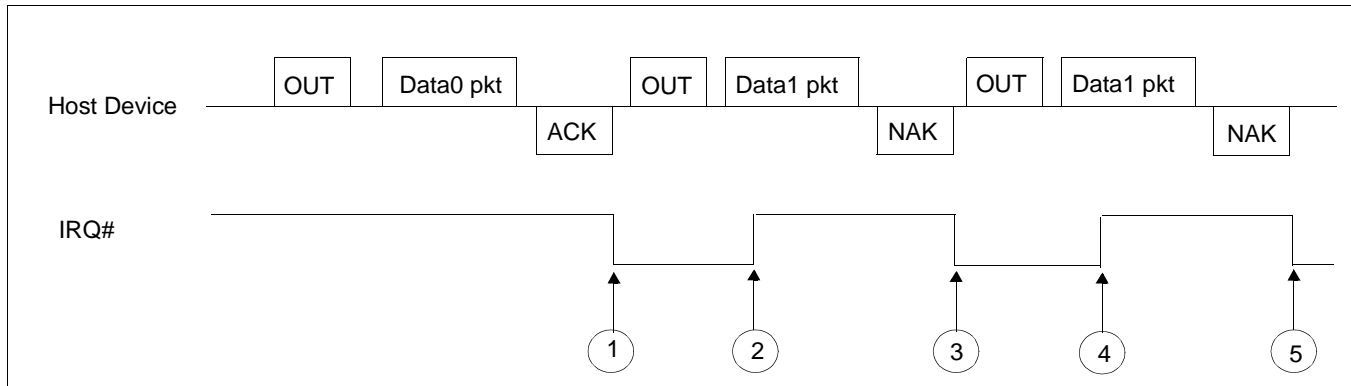 OUT Data0 pkt OUT Data1 pkt OUT Data1 pkt
Host Device
ACK NAK NAK
IRQ#
1 2 3 4 5